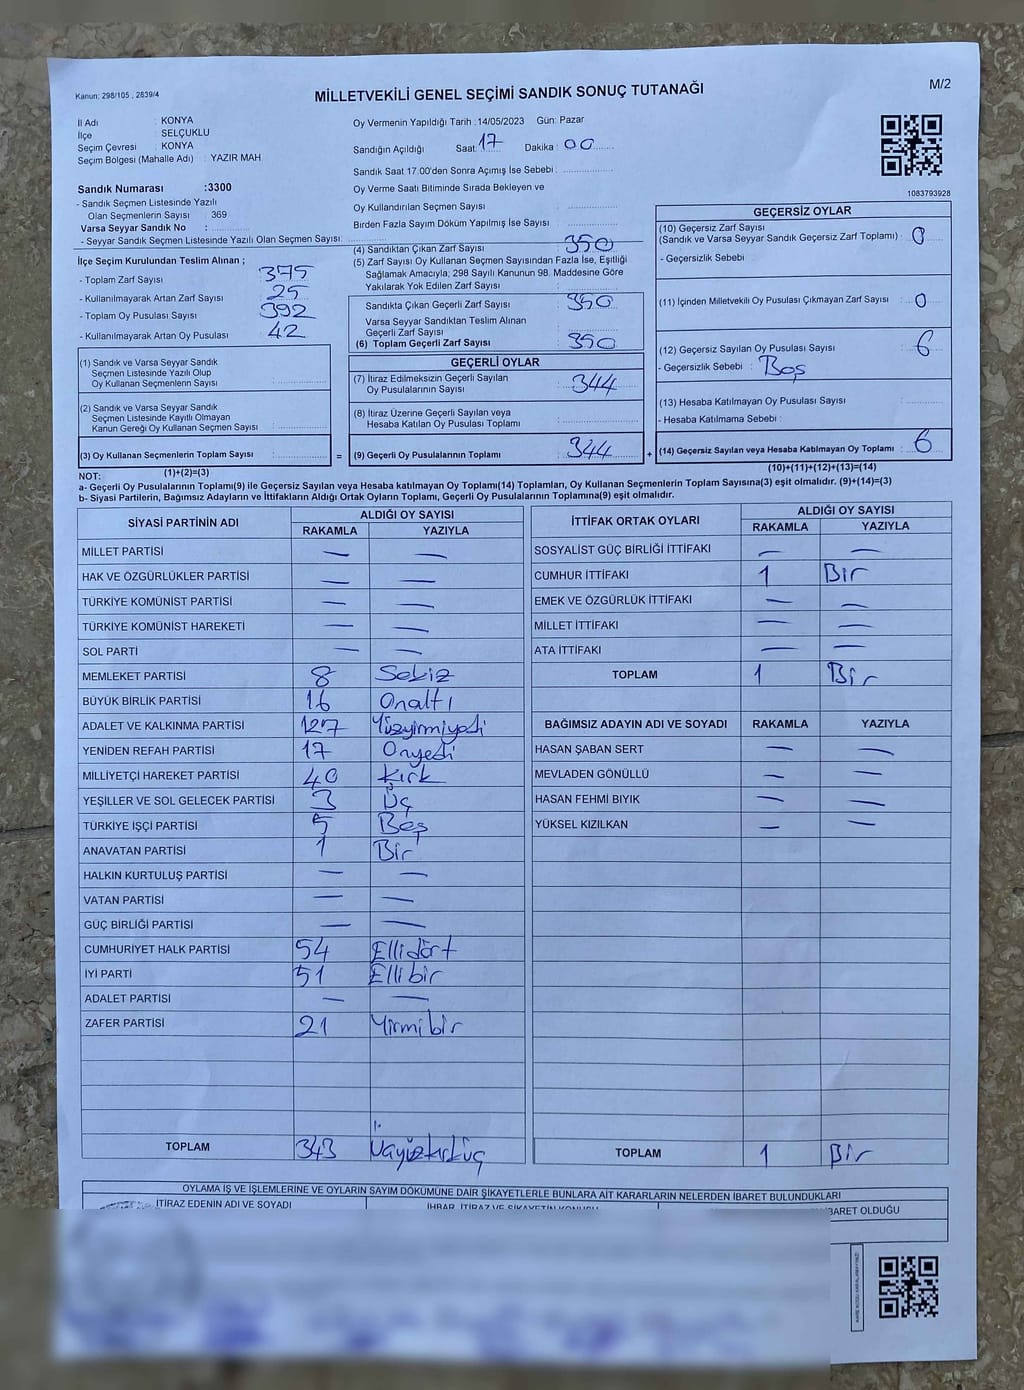 Kanun; 298/105 , 2839/4
MİLLETVEKİLİ GENEL SEÇİMİ SANDIK SONUÇ TUTANAĞI
M/2
İl Adı : KONYA
İlçe SELÇUKLU
Seçim Çevresi : KONYA
Seçim Bölgesi (Mahalle Adı) : YAZIR MAH
Sandık Numarası :3300
- Sandık Seçmen Listesinde Yazılı
Olan Seçmenlerin Sayısı : 369
Varsa Seyyar Sandık No :
- Seyyar Sandık Seçmen Listesinde Yazılı Olan Seçmen Sayısı:
İlçe Seçim Kurulundan Teslim Alınan ;
- Toplam Zarf Sayısı : 375
- Kullanılmayarak Artan Zarf Sayısı : 25
- Toplam Oy Pusulası Sayısı : 392
- Kullanılmayarak Artan Oy Pusulası : 42
(1) Sandık ve Varsa Seyyar Sandık
Seçmen Listesinde Yazılı Olup
Oy Kullanan Seçmenlerin Sayısı :
(2) Sandık ve Varsa Seyyar Sandık
Seçmen Listesinde Kayıtlı Olmayan
Kanun Gereği Oy Kullanan Seçmen Sayısı :
(3) Oy Kullanan Seçmenlerin Toplam Sayısı :
(1)+(2)=(3)
Oy Vermenin Yapıldığı Tarih :14/05/2023 Gün: Pazar
Sandığın Açıldığı Saat: 17 Dakika : 00
Sandık Saat 17:00'den Sonra Açımış İse Sebebi :
Oy Verme Saati Bitiminde Sırada Bekleyen ve
Oy Kullandırılan Seçmen Sayısı :
Birden Fazla Sayım Döküm Yapılmış İse Sayısı :
(4) Sandıktan Çıkan Zarf Sayısı : 350
(5) Zarf Sayısı Oy Kullanan Seçmen Sayısından Fazla İse, Eşitliği
Sağlamak Amacıyla; 298 Sayılı Kanunun 98. Maddesine Göre
Yakılarak Yok Edilen Zarf Sayısı :
Sandıkta Çıkan Geçerli Zarf Sayısı : 350
Varsa Seyyar Sandıktan Teslim Alınan
Geçerli Zarf Sayısı :
(6) Toplam Geçerli Zarf Sayısı : 350
GEÇERLİ OYLAR
(7) İtiraz Edilmeksizin Geçerli Sayılan
Oy Pusulalarının Sayısı : 344
(8) İtiraz Üzerine Geçerli Sayılan veya
Hesaba Katılan Oy Pusulası Toplamı :
= (9) Geçerli Oy Pusulalarının Toplamı : 344
1083793928
GEÇERSİZ OYLAR
(10) Geçersiz Zarf Sayısı
(Sandık ve Varsa Seyyar Sandık Geçersiz Zarf Toplamı) : 0
- Geçersizlik Sebebi
(11) İçinden Milletvekili Oy Pusulası Çıkmayan Zarf Sayısı : 0
(12) Geçersiz Sayılan Oy Pusulası Sayısı : 6
- Geçersizlik Sebebi : Boş
(13) Hesaba Katılmayan Oy Pusulası Sayısı :
- Hesaba Katılmama Sebebi :
+ (14) Geçersiz Sayılan veya Hesaba Katılmayan Oy Toplamı : 6
(10)+(11)+(12)+(13)=(14)
NOT:
a- Geçerli Oy Pusulasının Toplamı(9) ile Geçersiz Sayılan veya Hesaba katılmayan Oy Toplamı(14) Toplamları, Oy Kullanan Seçmenlerin Toplam Sayısına(3) eşit olmalıdır. (9)+(14)=(3)
b- Siyasi Partilerin, Bağımsız Adayların ve İttifakların Aldığı Ortak Oyların Toplamı, Geçerli Oy Pusulalarının Toplamına(9) eşit olmalıdır.
SİYASİ PARTİNİN ADI ALDIĞI OY SAYISI
RAKAMLA YAZIYLA
MİLLET PARTİSİ — —
HAK VE ÖZGÜRLÜKLER PARTİSİ — —
TÜRKİYE KOMÜNİST PARTİSİ — —
TÜRKİYE KOMÜNİST HAREKETİ — —
SOL PARTİ — —
MEMLEKET PARTİSİ 8 Sekiz
BÜYÜK BİRLİK PARTİSİ 16 Onaltı
ADALET VE KALKINMA PARTİSİ 127 Yüzyirmiyedi
YENİDEN REFAH PARTİSİ 17 Onyedi
MİLLİYETÇİ HAREKET PARTİSİ 40 Kırk
YEŞİLLER VE SOL GELECEK PARTİSİ 3 Üç
TÜRKİYE İŞÇİ PARTİSİ 5 Beş
ANAVATAN PARTİSİ 1 Bir
HALKIN KURTULUŞ PARTİSİ — —
VATAN PARTİSİ — —
GÜÇ BİRLİĞİ PARTİSİ — —
CUMHURİYET HALK PARTİSİ 54 Ellidört
İYİ PARTİ 51 Elli bir
ADALET PARTİSİ — —
ZAFER PARTİSİ 21 Yirmi bir
TOPLAM 343 Üçyüzkırküç
İTTİFAK ORTAK OYLARI ALDIĞI OY SAYISI
RAKAMLA YAZIYLA
SOSYALİST GÜÇ BİRLİĞİ İTTİFAKI — —
CUMHUR İTTİFAKI 1 Bir
EMEK VE ÖZGÜRLÜK İTTİFAKI — —
MİLLET İTTİFAKI — —
ATA İTTİFAKI — —
TOPLAM 1 Bir
BAĞIMSIZ ADAYIN ADI VE SOYADI RAKAMLA YAZIYLA
HASAN ŞABAN SERT — —
MEVLADEN GÖNÜLLÜ — —
HASAN FEHMİ BIYIK — —
YÜKSEL KIZILKAN — —
TOPLAM 1 Bir
OYLAMA İŞ VE İŞLEMLERİNE VE OYLARIN SAYIM DÖKÜMÜNE DAİR ŞİKAYETLERLE BUNLARA AİT KARARLARIN NELERDEN İBARET BULUNDUKLARI
İTİRAZ EDENİN ADI VE SOYADI İHBAR, İTİRAZ VE ŞİKAYETİN KONUSU İBARET OLDUĞU